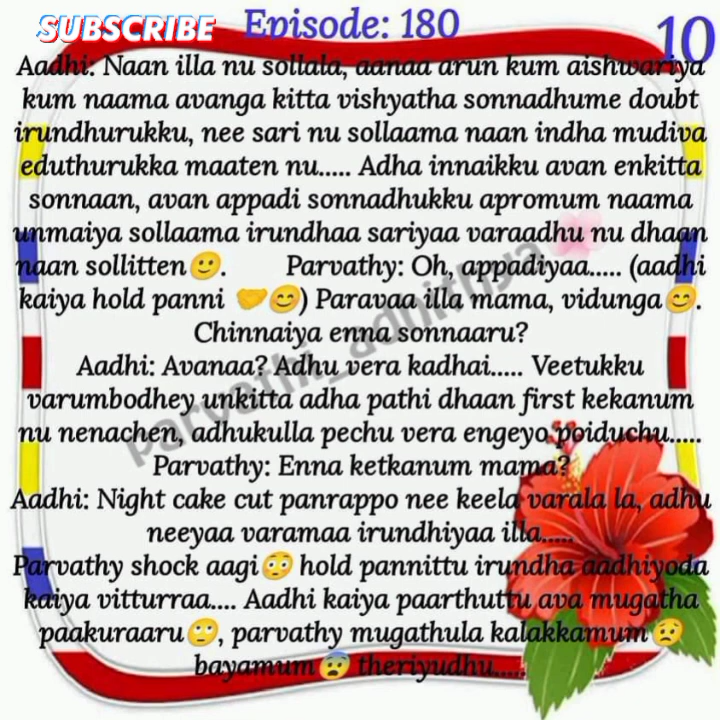 SUBSCRIBE Episode: 180 10
Aadhi: Naan illa nu sollala, aanaa arun kum aishwariya
kum naama avanga kitta vishyatha sonnadhume doubt
irundhurukku, nee sari nu sollaama naan indha mudiva
eduthurukka maaten nu..... Adha innaikku avan enkitta
sonnaan, avan appadi sonnadhukku apromum naama
unmaiya sollaama irundhaa sariyaa varaadhu nu dhaan
naan sollitten🙂. Parvathy: Oh, appadiyaa..... (aadhi
kaiya hold panni 🤝😊) Paravaa illa mama, vidunga😊.
Chinnaiya enna sonnaaru?
Aadhi: Avanaa? Adhu vera kadhai..... Veetukku
varumbodhey unkitta adha pathi dhaan first kekanum
nu nenachen, adhukulla pechu vera engeyo poiduchu.....
Parvathy: Enna ketkanum mama?
Aadhi: Night cake cut panrappo nee keela varala la, adhu
neeyaa varamaa irundhiyaa illa.....
Parvathy shock aagi😳 hold pannittu irundha aadhiyoda
kaiya vitturraa.... Aadhi kaiya paarthuttu ava mugatha
paakuraaru🙄, parvathy mugathula kalakkamum😟
bayamum😨 theriyudhu.....
parvathi_adhithya🌸